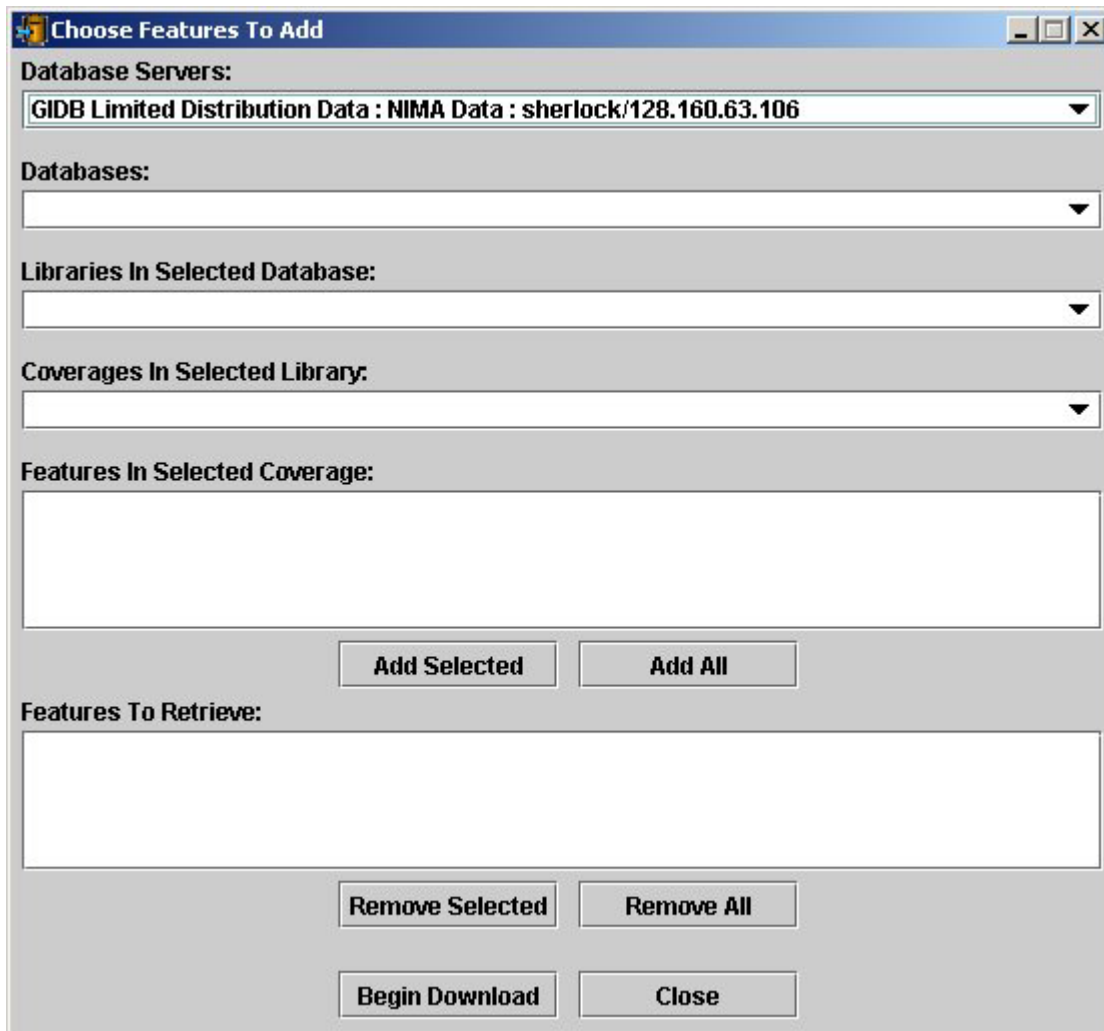 Choose Features To Add
Database Servers:
GIDB Limited Distribution Data : NIMA Data : sherlock/128.160.63.106
Databases:
Libraries In Selected Database:
Coverages In Selected Library:
Features In Selected Coverage:
Add Selected Add All
Features To Retrieve:
Remove Selected Remove All
Begin Download Close